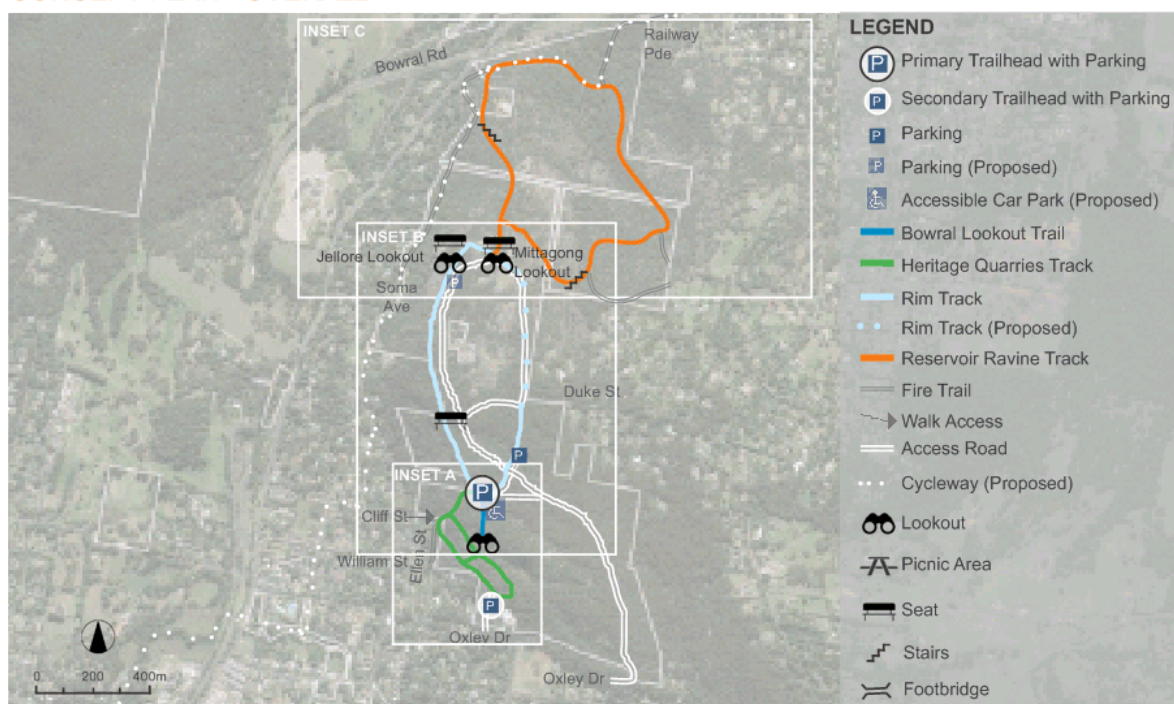 INSET C
Bowral Rd
Railway
Pde
INSET B
Jellore Lookout
Mittagong
Lookout
Soma
Ave
P
Duke St
P
INSET A
P
Cliff St
Ellen St
William St
P
Oxley Dr
Oxley Dr
0 200 400m
LEGEND
P Primary Trailhead with Parking
P Secondary Trailhead with Parking
P Parking
P Parking (Proposed)
Accessible Car Park (Proposed)
Bowral Lookout Trail
Heritage Quarries Track
Rim Track
Rim Track (Proposed)
Reservoir Ravine Track
Fire Trail
Walk Access
Access Road
Cycleway (Proposed)
Lookout
Picnic Area
Seat
Stairs
Footbridge